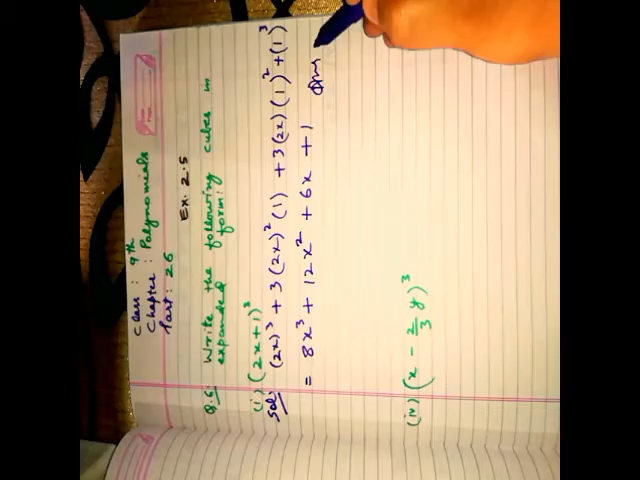 Class : 9th
Chapter : Polynomials
Part : 26
Ex. 2.5
Q.6: Write the following cubes in
expanded form:
(i) (2x+1)³
Sol: (2x)³ + 3(2x)²(1) + 3(2x)(1)² + (1)³
= 8x³ + 12x² + 6x + 1 Ans
(iv) (x - 2/3 y)³